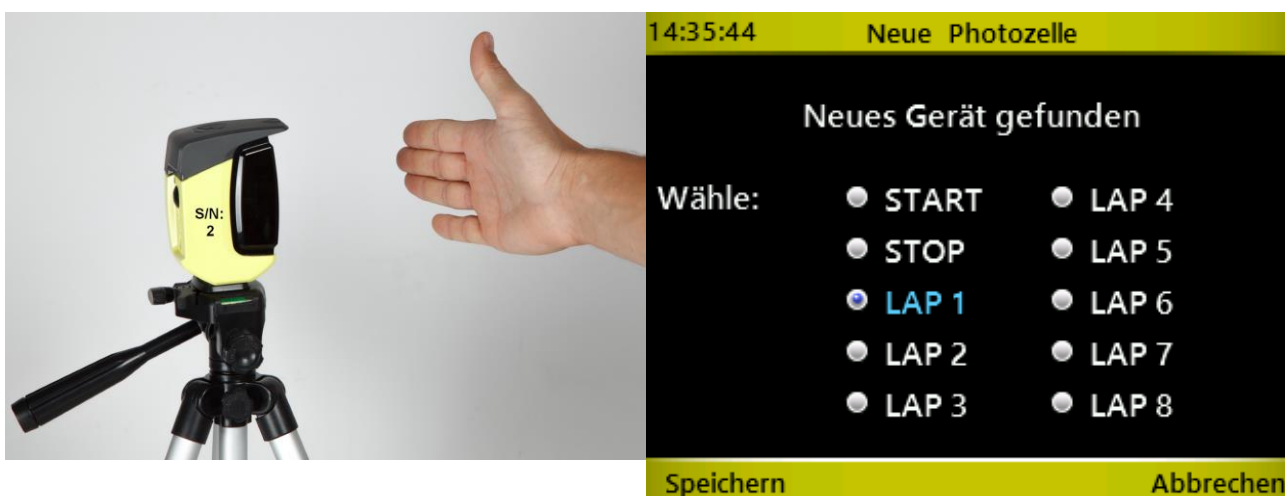 S/N:
2
14:35:44 Neue Photozelle
Neues Gerät gefunden
Wähle:
START
STOP
LAP 1
LAP 2
LAP 3
LAP 4
LAP 5
LAP 6
LAP 7
LAP 8
Speichern Abbrechen